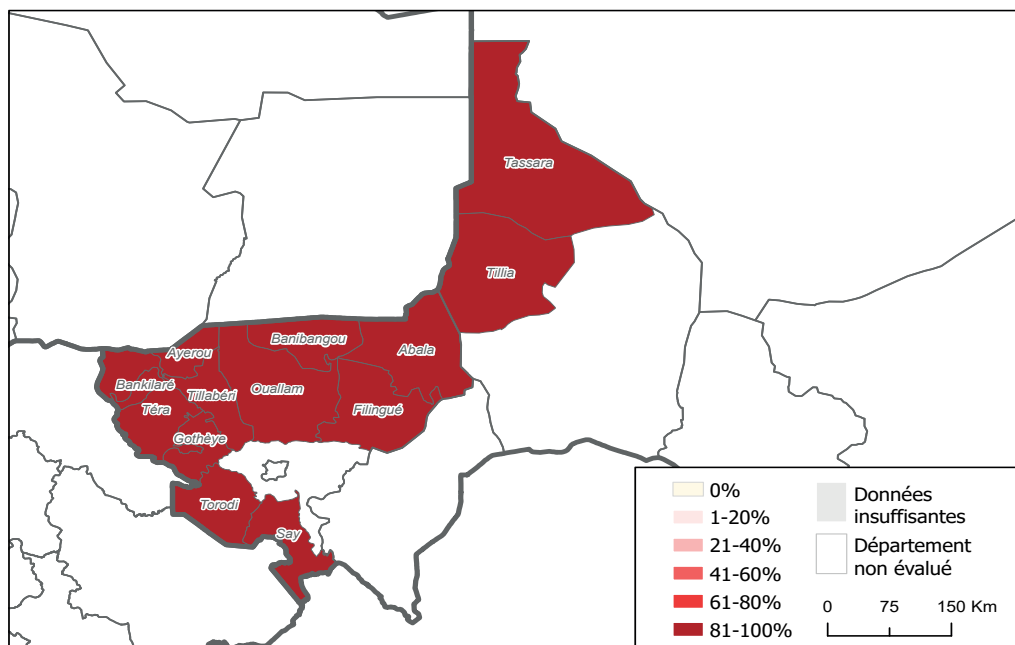 Tassara
Tillia
Banibangou
Ayerou
Abala
Bankilaré
Tillabéri
Ouallam
Téra
Filingué
Gothèye
Torodi
Say
0%
1-20%
21-40%
41-60%
61-80%
81-100%
Données
insuffisantes
Département
non évalué
0 75 150 Km